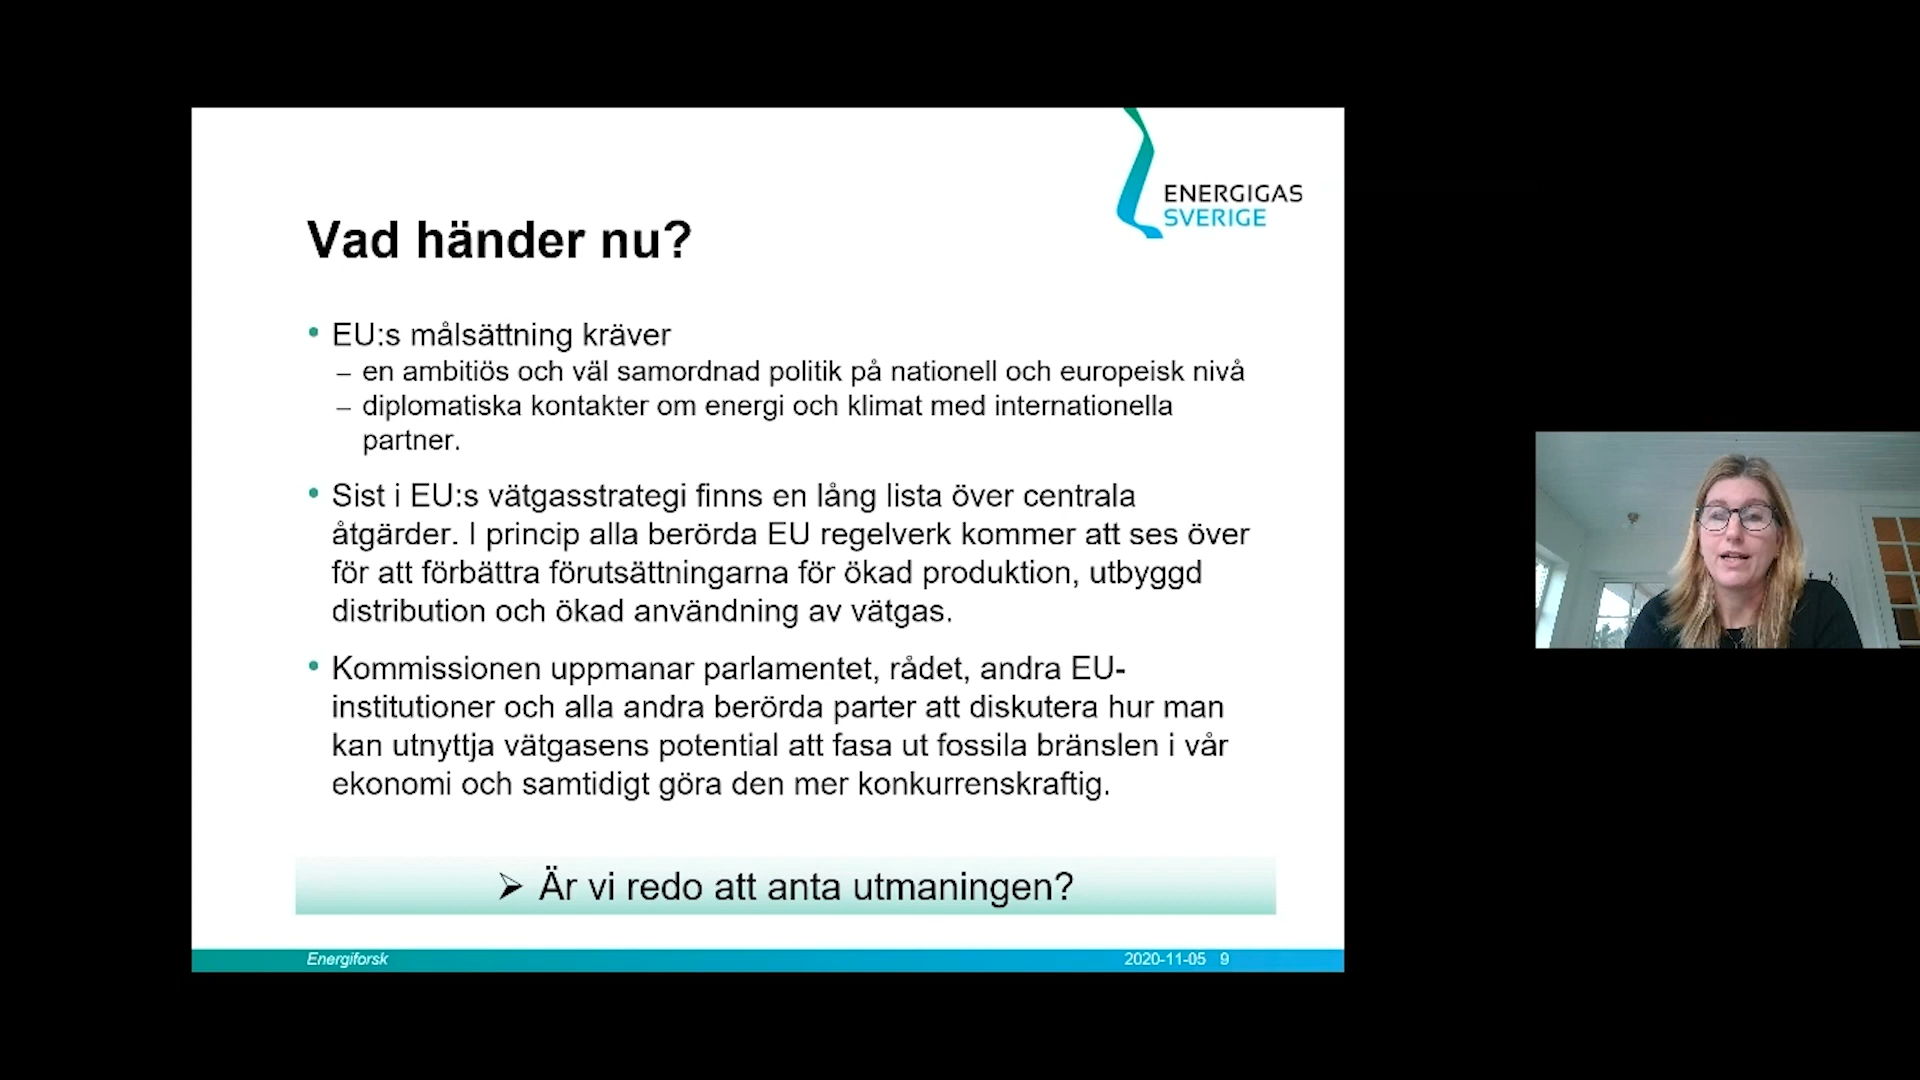 ENERGIGAS
SVERIGE
Vad händer nu?
• EU:s målsättning kräver
– en ambitiös och väl samordnad politik på nationell och europeisk nivå
– diplomatiska kontakter om energi och klimat med internationella
partner.
• Sist i EU:s vätgasstrategi finns en lång lista över centrala
åtgärder. I princip alla berörda EU regelverk kommer att ses över
för att förbättra förutsättningarna för ökad produktion, utbyggd
distribution och ökad användning av vätgas.
• Kommissionen uppmanar parlamentet, rådet, andra EU-
institutioner och alla andra berörda parter att diskutera hur man
kan utnyttja vätgasens potential att fasa ut fossila bränslen i vår
ekonomi och samtidigt göra den mer konkurrenskraftig.
➢ Är vi redo att anta utmaningen?
Energiforsk 2020-11-05 9